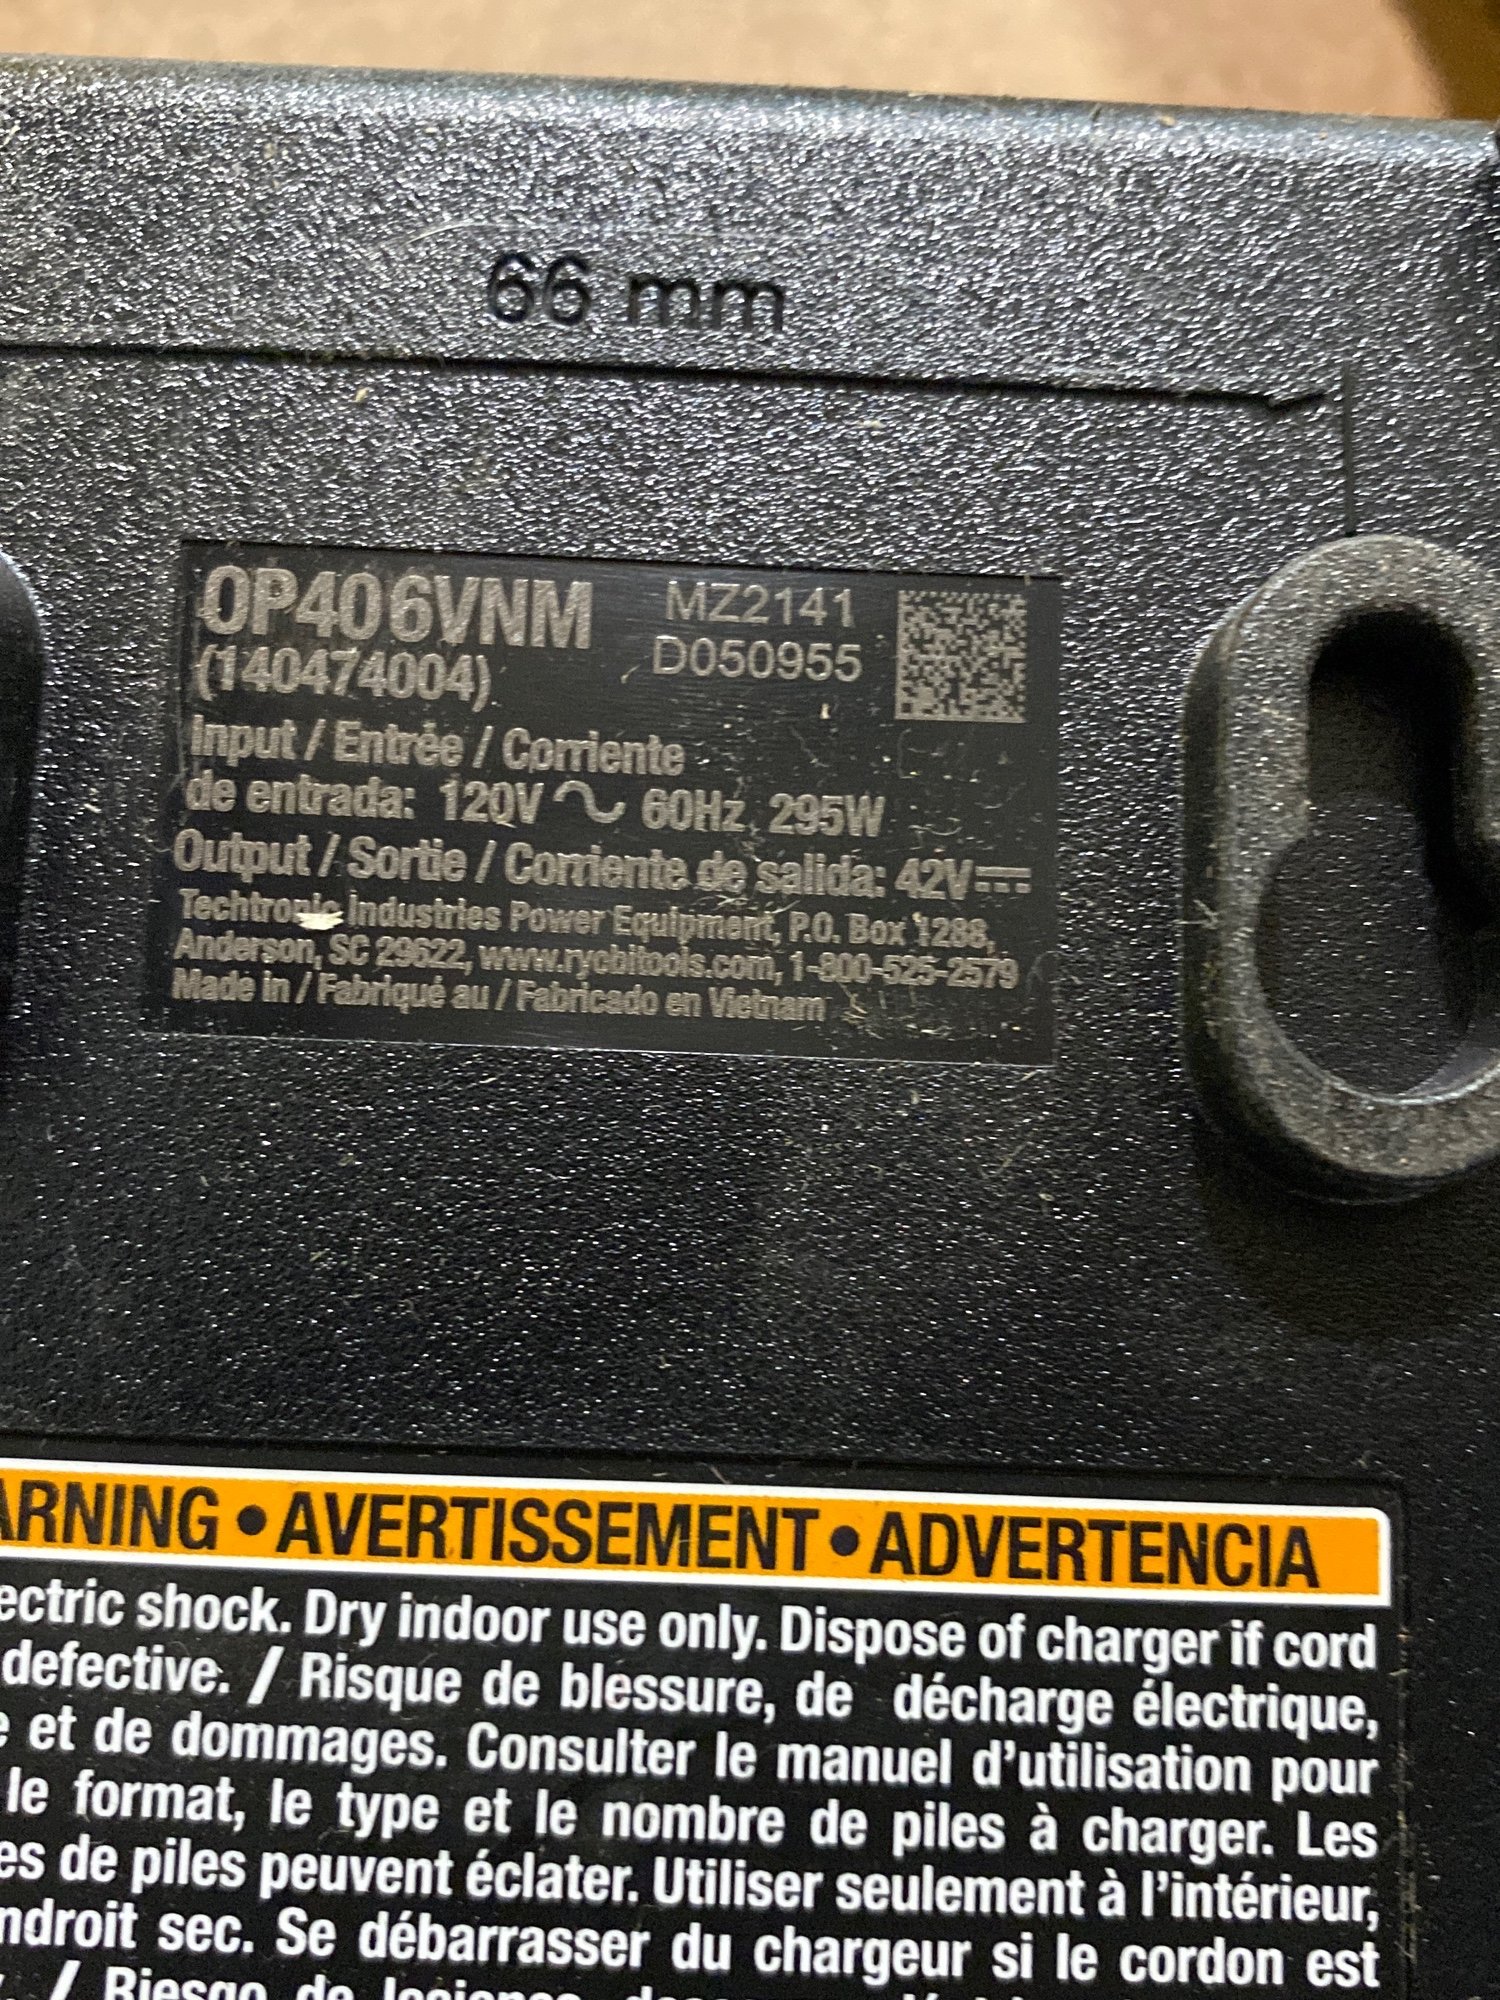 66 mm
OP406VNM
MZ2141
(140474004)
D050955
Input / Entrée / Corriente
de entrada: 120V ∿ 60Hz, 295W
Output / Sortie / Corriente de salida: 42V⎓
Techtronic Industries Power Equipment, P.O. Box 1288,
Anderson, SC 29622, www.ryobitools.com, 1-800-525-2579
Made in / Fabriqué au / Fabricado en Vietnam
ARNING • AVERTISSEMENT • ADVERTENCIA
ectric shock. Dry indoor use only. Dispose of charger if cord
defective. / Risque de blessure, de décharge électrique,
e et de dommages. Consulter le manuel d'utilisation pour
le format, le type et le nombre de piles à charger. Les
es de piles peuvent éclater. Utiliser seulement à l'intérieur,
ndroit sec. Se débarrasser du chargeur si le cordon est
/ Riesgo de